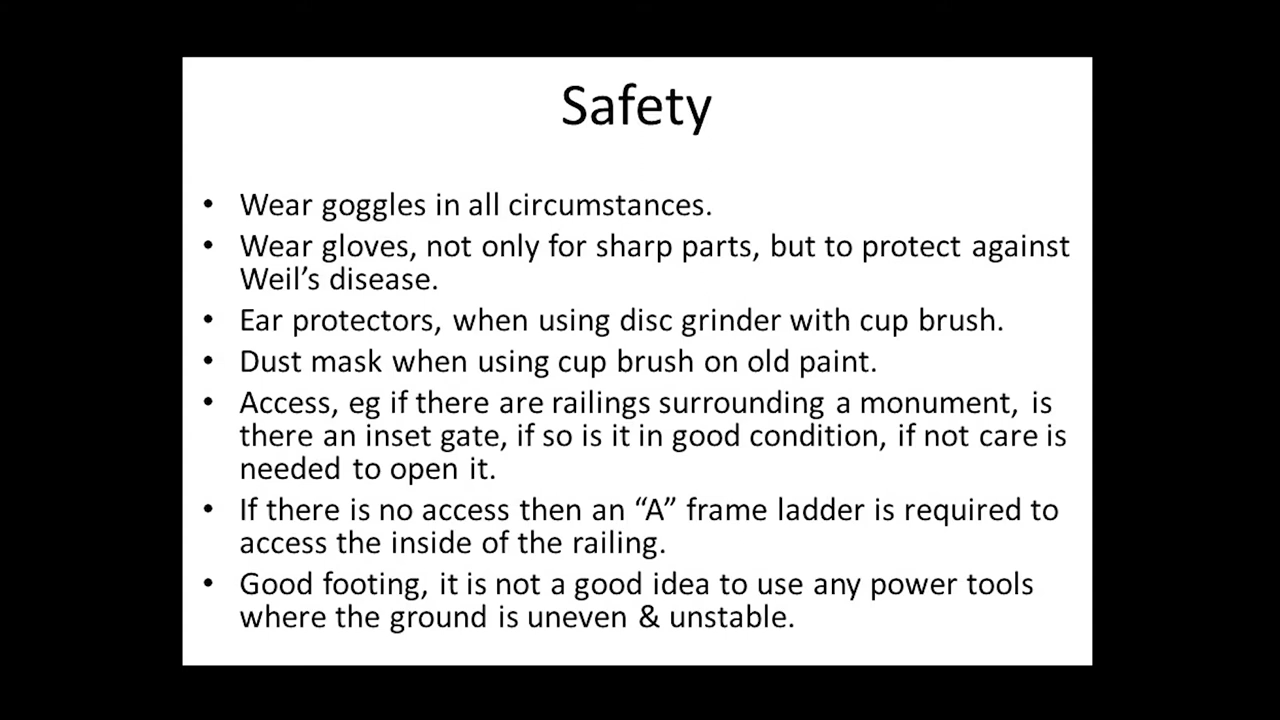 Safety
• Wear goggles in all circumstances.
• Wear gloves, not only for sharp parts, but to protect against
Weil’s disease.
• Ear protectors, when using disc grinder with cup brush.
• Dust mask when using cup brush on old paint.
• Access, eg if there are railings surrounding a monument, is
there an inset gate, if so is it in good condition, if not care is
needed to open it.
• If there is no access then an “A” frame ladder is required to
access the inside of the railing.
• Good footing, it is not a good idea to use any power tools
where the ground is uneven & unstable.